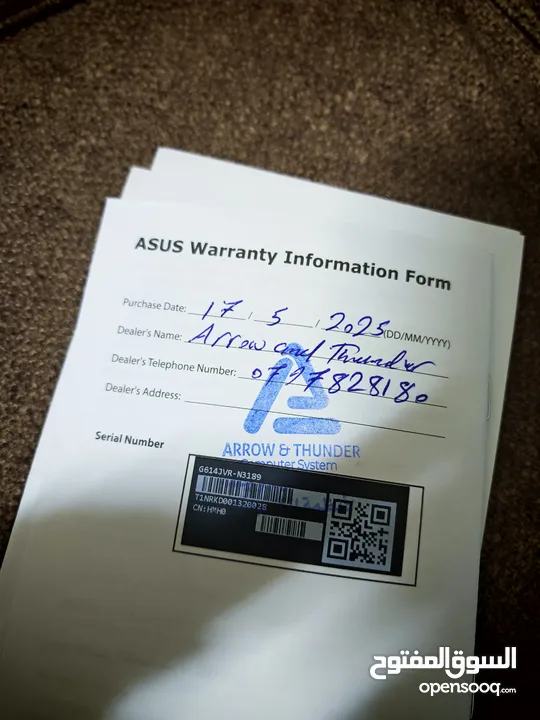 ASUS Warranty Information Form
Purchase Date: 17 / 5 / 2025 (DD/MM/YYYY)
Dealer's Name: Arrow and Thunder
Dealer's Telephone Number: 0797828180
Dealer's Address:
ARROW & THUNDER
Computer System
Serial Number
G614JVR-N3189
T1NRKD001320028
CN:HMH0
السوق المفتوح
opensooq.com